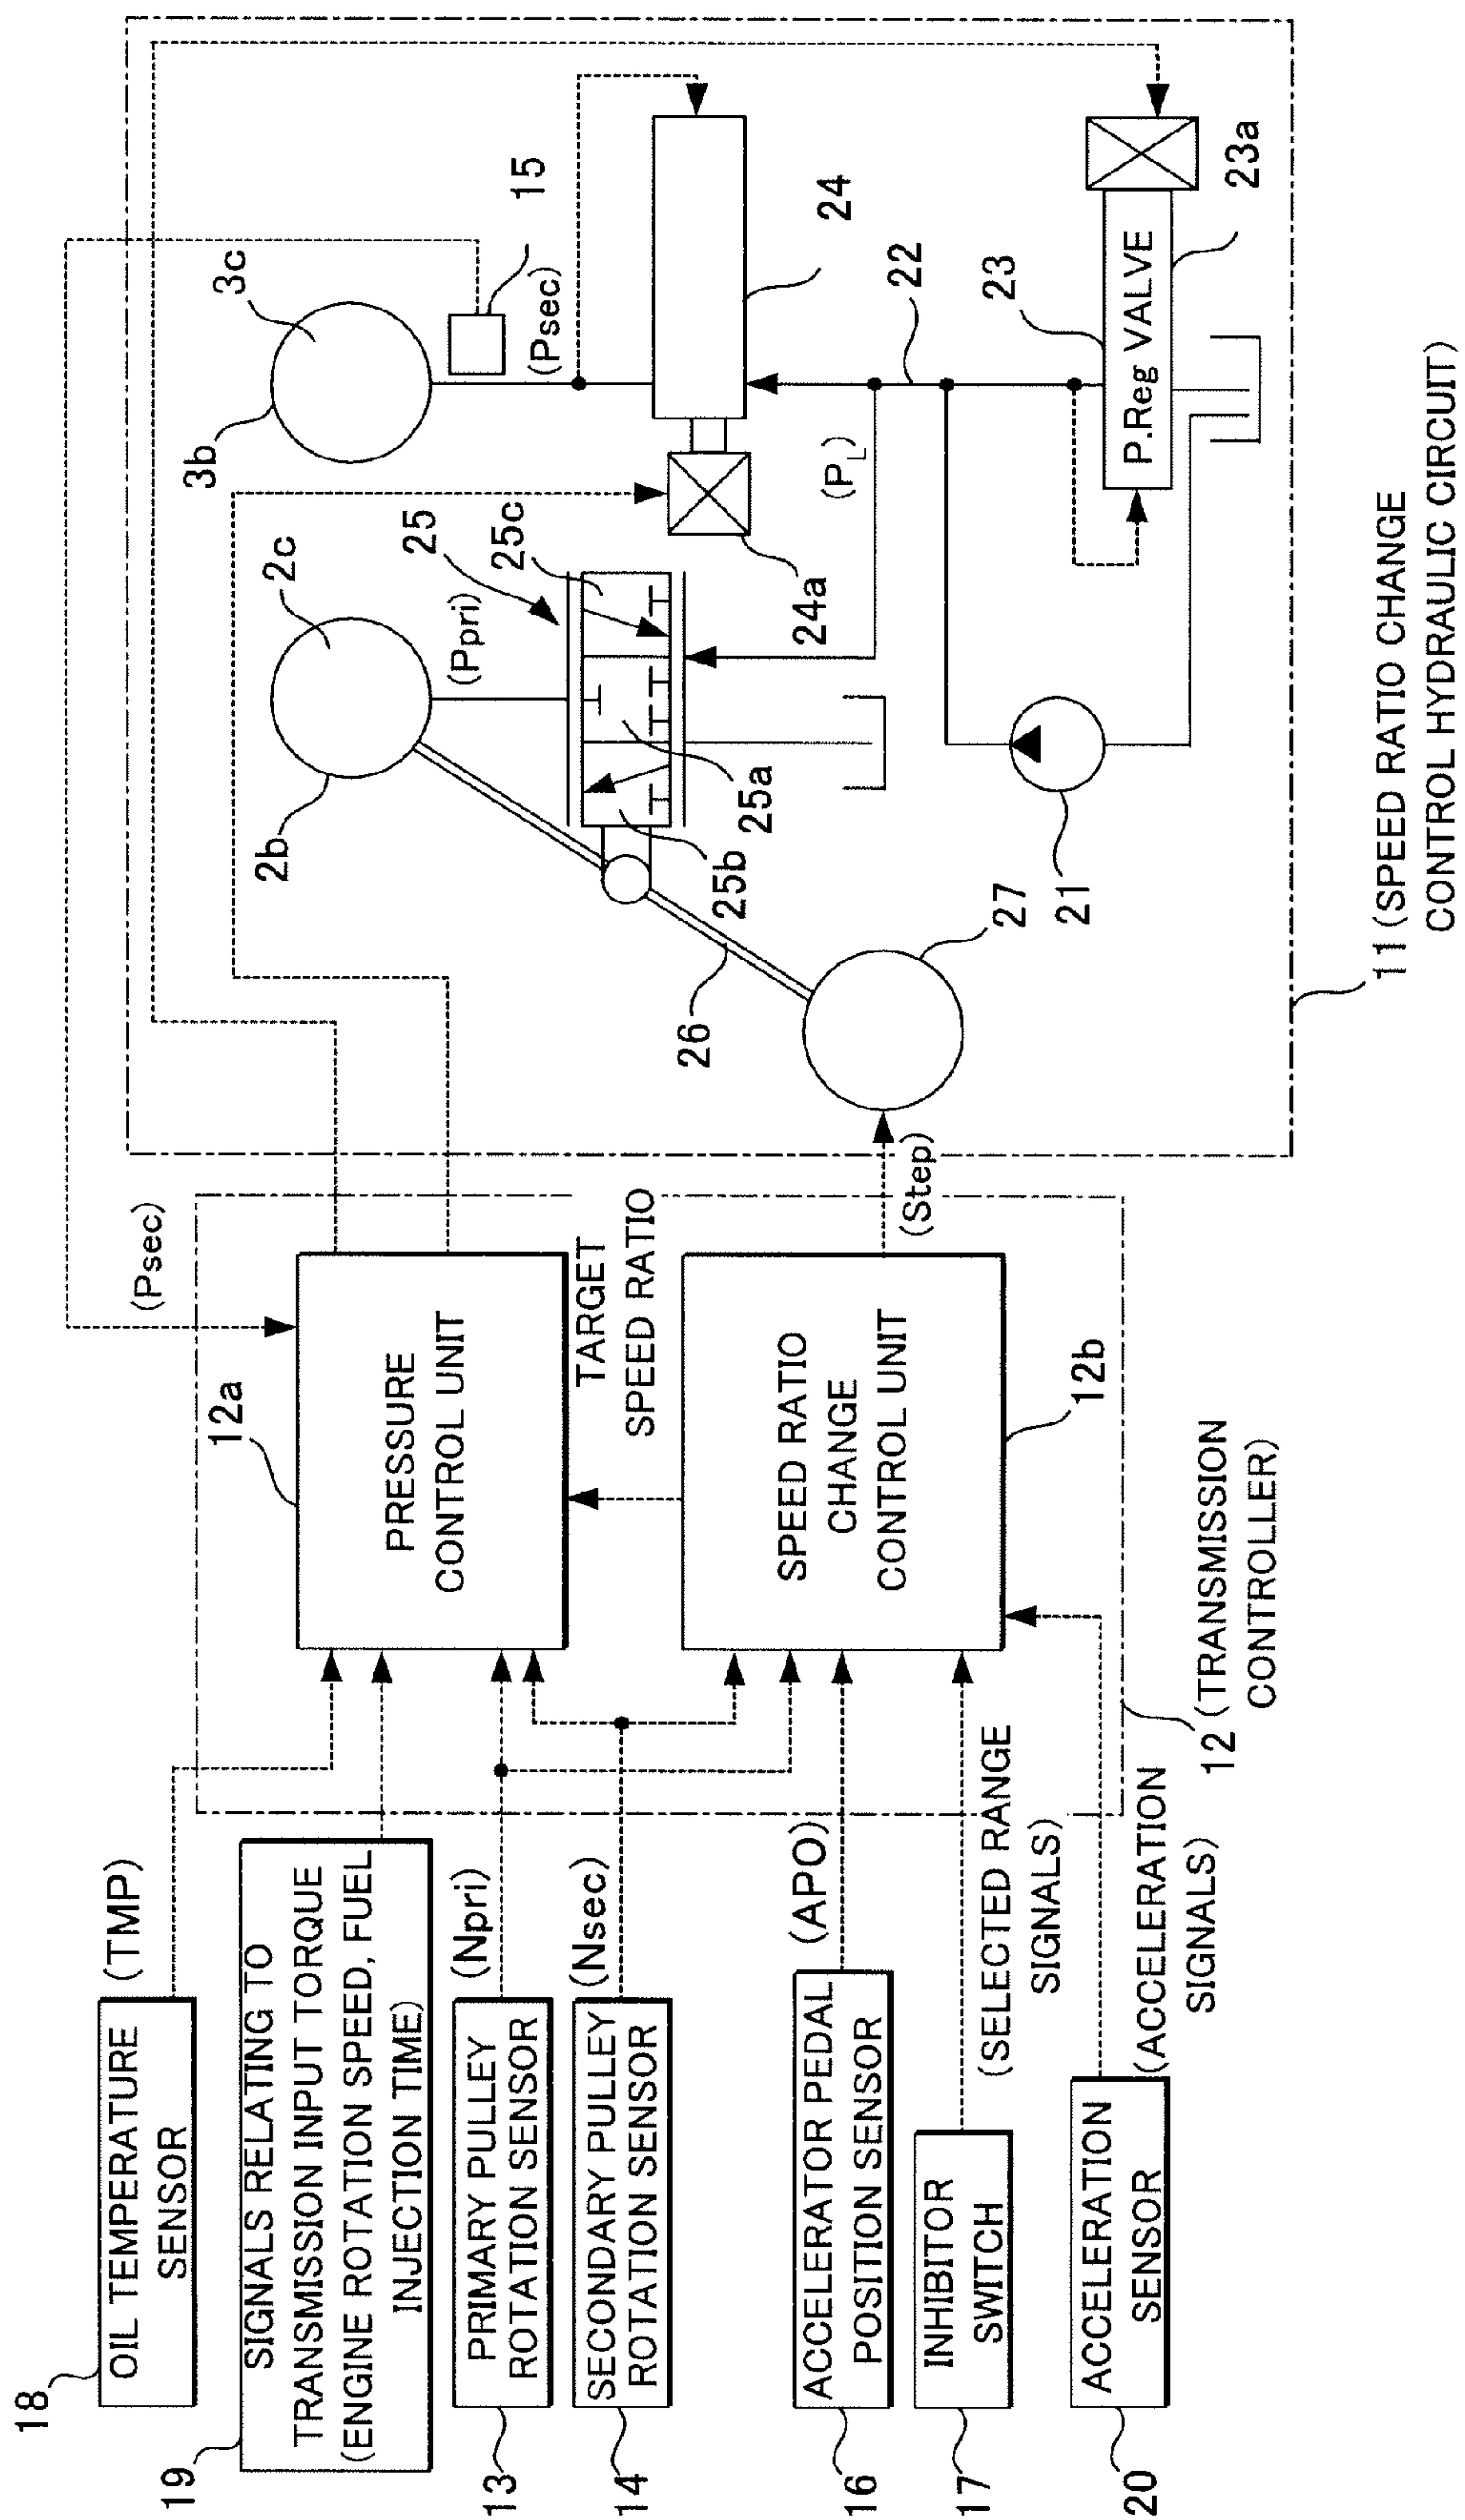 18
OIL TEMPERATURE
SENSOR
(TMP)
19
SIGNALS RELATING TO
TRANSMISSION INPUT TORQUE
(ENGINE ROTATION SPEED, FUEL
INJECTION TIME)
13
PRIMARY PULLEY
ROTATION SENSOR
(Npri)
14
SECONDARY PULLEY
ROTATION SENSOR
(Nsec)
16
ACCELERATOR PEDAL
POSITION SENSOR
(APO)
17
INHIBITOR
SWITCH
(SELECTED RANGE
SIGNALS)
20
ACCELERATION
SENSOR
(ACCELERATION
SIGNALS)
12 (TRANSMISSION
CONTROLLER)
12a
PRESSURE
CONTROL UNIT
(Psec)
TARGET
SPEED RATIO
SPEED RATIO
CHANGE
CONTROL UNIT
12b
(Step)
2b
2c
(Ppri)
25
25c
25a
25b
26
27
21
3b
3c
15
(Psec)
24
24a
(PL)
22
23
P.Reg VALVE
23a
11 (SPEED RATIO CHANGE
CONTROL HYDRAULIC CIRCUIT)